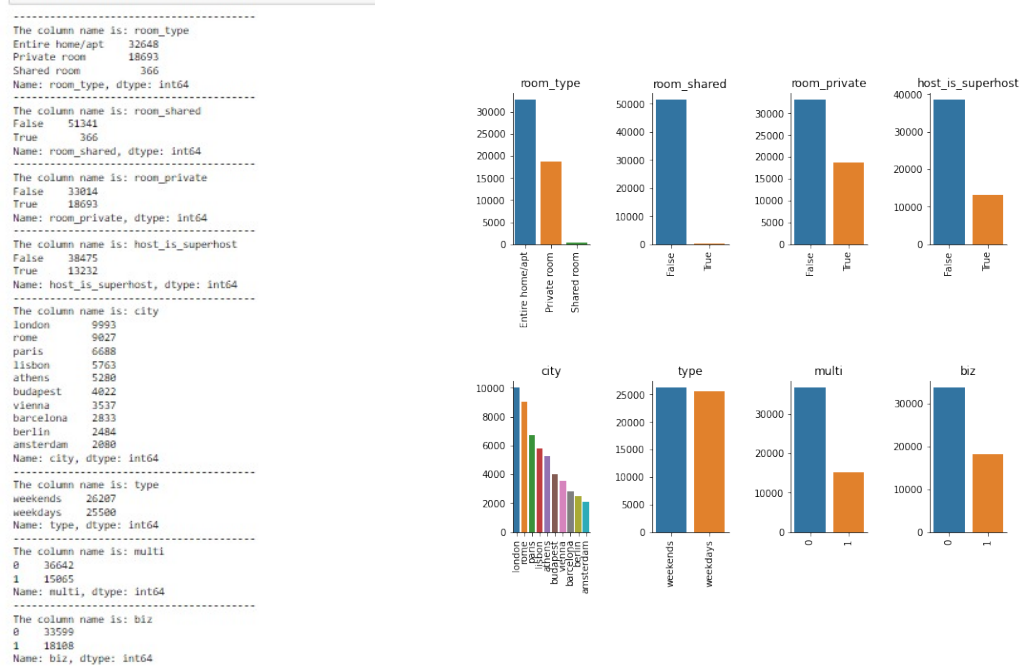 ----------------------------------------
The column name is: room_type
Entire home/apt    32648
Private room       18693
Shared room          366
Name: room_type, dtype: int64
----------------------------------------
The column name is: room_shared
False    51341
True       366
Name: room_shared, dtype: int64
----------------------------------------
The column name is: room_private
False    33014
True     18693
Name: room_private, dtype: int64
----------------------------------------
The column name is: host_is_superhost
False    38475
True     13232
Name: host_is_superhost, dtype: int64
----------------------------------------
The column name is: city
london       9993
rome         9027
paris        6688
lisbon       5763
athens       5280
budapest     4022
vienna       3537
barcelona    2833
berlin       2484
amsterdam    2080
Name: city, dtype: int64
----------------------------------------
The column name is: type
weekends    26207
weekdays    25500
Name: type, dtype: int64
----------------------------------------
The column name is: multi
0    36642
1    15065
Name: multi, dtype: int64
----------------------------------------
The column name is: biz
0    33599
1    18108
Name: biz, dtype: int64
room_type
30000
25000
20000
15000
10000
5000
0
Entire home/apt
Private room
Shared room
room_shared
50000
40000
30000
20000
10000
0
False
True
room_private
30000
25000
20000
15000
10000
5000
0
False
True
host_is_superhost
40000
30000
20000
10000
0
False
True
city
10000
8000
6000
4000
2000
0
london
rome
paris
lisbon
athens
budapest
vienna
barcelona
berlin
amsterdam
type
25000
20000
15000
10000
5000
0
weekends
weekdays
multi
30000
20000
10000
0
0
1
biz
30000
20000
10000
0
0
1